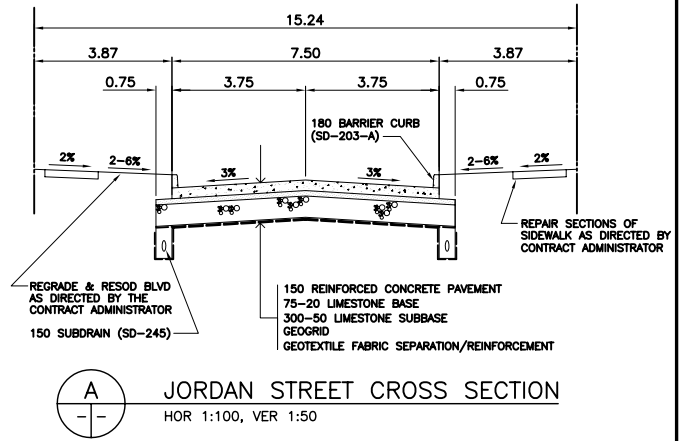 15.24
3.87 7.50 3.87
0.75 3.75 3.75 0.75
180 BARRIER CURB
(SD-203-A)
2% 2-6% 3% 3% 2-6% 2%
REPAIR SECTIONS OF
SIDEWALK AS DIRECTED BY
CONTRACT ADMINISTRATOR
REGRADE & RESOD BLVD
AS DIRECTED BY THE
CONTRACT ADMINISTRATOR
150 SUBDRAIN (SD-245)
150 REINFORCED CONCRETE PAVEMENT
75-20 LIMESTONE BASE
300-50 LIMESTONE SUBBASE
GEOGRID
GEOTEXTILE FABRIC SEPARATION/REINFORCEMENT
A
- -
JORDAN STREET CROSS SECTION
HOR 1:100, VER 1:50